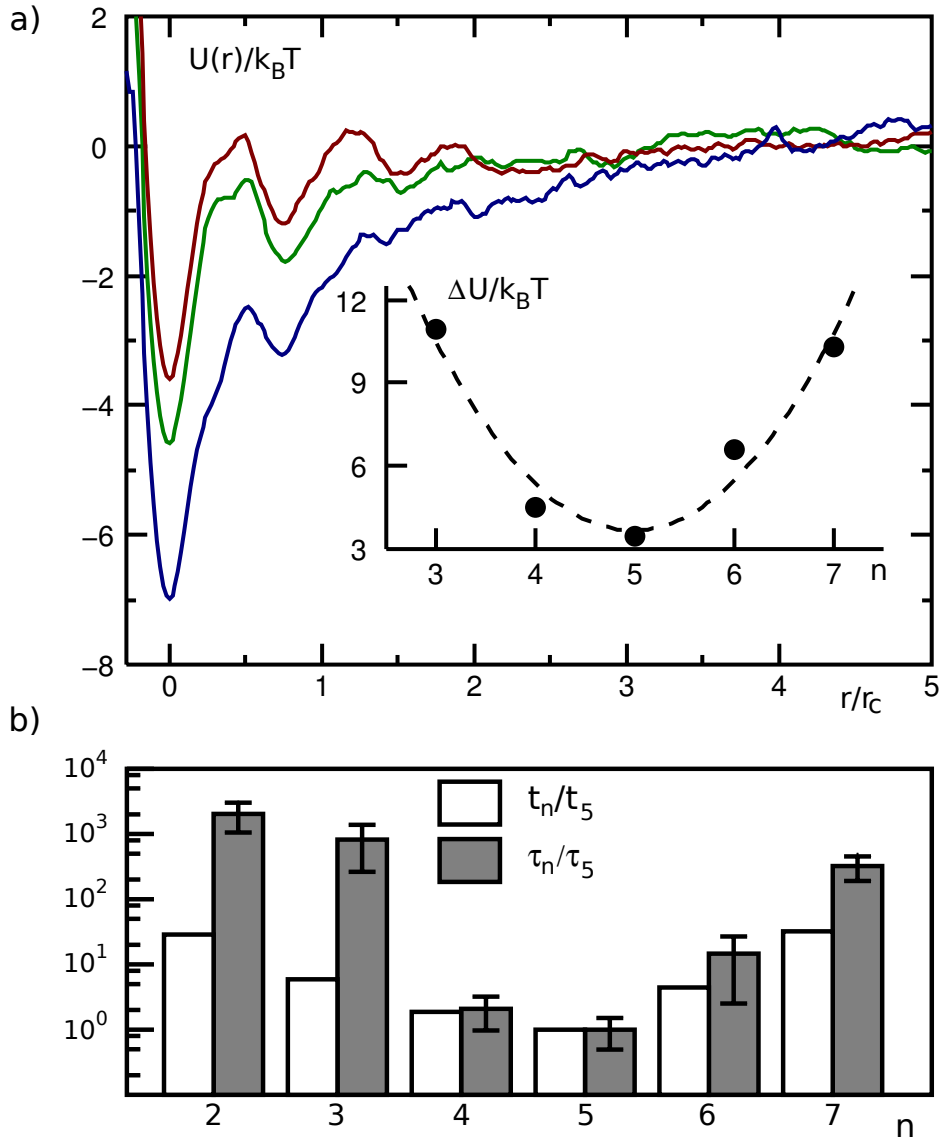 a)
U(r)/k_BT
2
0
−2
−4
−6
−8
ΔU/k_BT
12
9
6
3
3 4 5 6 7 n
0 1 2 3 4 5
r/r_c
b)
10^4
10^3
10^2
10^1
10^0
t_n/t_5
τ_n/τ_5
2 3 4 5 6 7 n